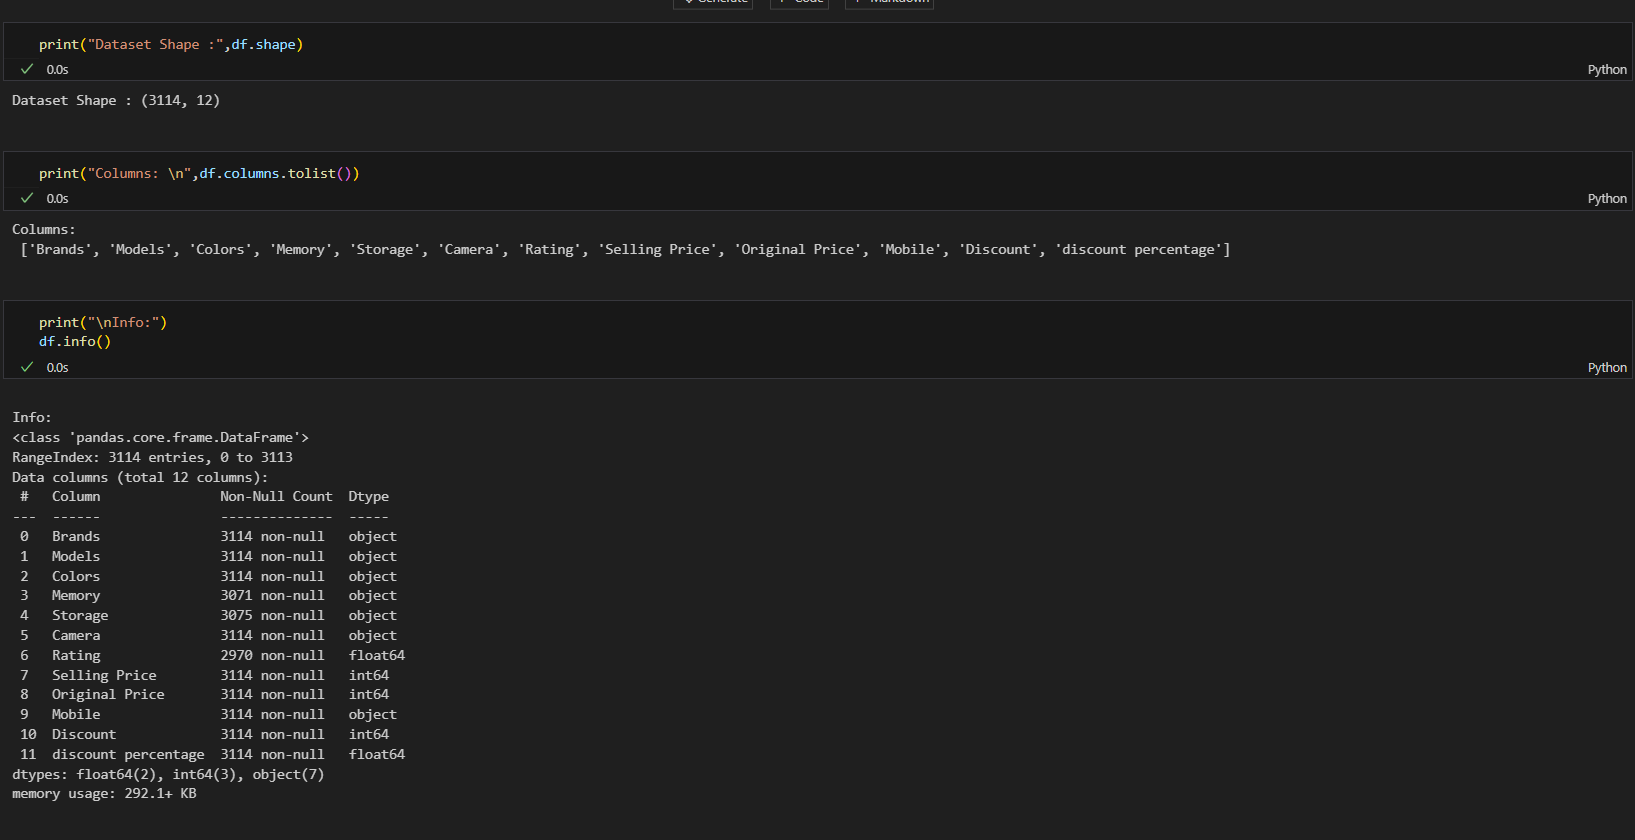 Generate Code Markdown
print("Dataset Shape :",df.shape)
0.0s Python
Dataset Shape : (3114, 12)
print("Columns: \n",df.columns.tolist())
0.0s Python
Columns:
['Brands', 'Models', 'Colors', 'Memory', 'Storage', 'Camera', 'Rating', 'Selling Price', 'Original Price', 'Mobile', 'Discount', 'discount percentage']
print("\nInfo:")
df.info()
0.0s Python
Info:
<class 'pandas.core.frame.DataFrame'>
RangeIndex: 3114 entries, 0 to 3113
Data columns (total 12 columns):
 #   Column               Non-Null Count  Dtype
---  ------               --------------  -----
 0   Brands               3114 non-null   object
 1   Models               3114 non-null   object
 2   Colors               3114 non-null   object
 3   Memory               3071 non-null   object
 4   Storage              3075 non-null   object
 5   Camera               3114 non-null   object
 6   Rating               2970 non-null   float64
 7   Selling Price        3114 non-null   int64
 8   Original Price       3114 non-null   int64
 9   Mobile               3114 non-null   object
 10  Discount             3114 non-null   int64
 11  discount percentage  3114 non-null   float64
dtypes: float64(2), int64(3), object(7)
memory usage: 292.1+ KB